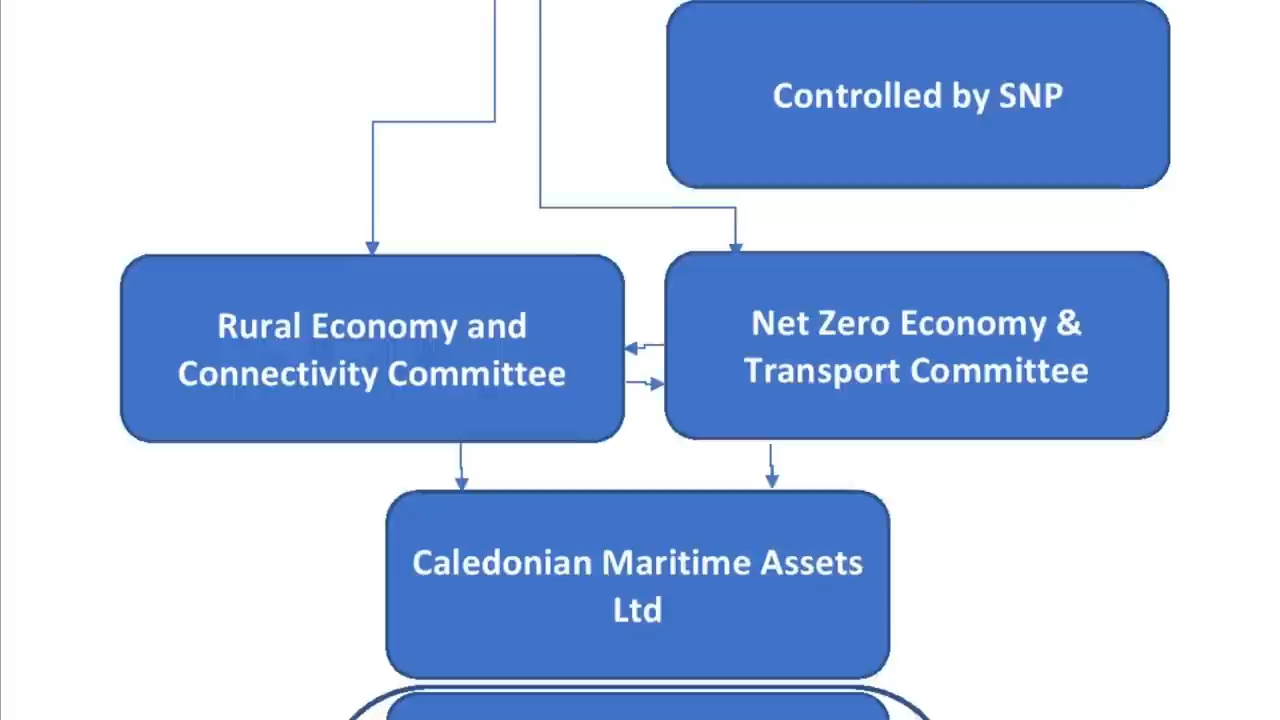 Controlled by SNP
Rural Economy and
Connectivity Committee
Net Zero Economy &
Transport Committee
Caledonian Maritime Assets
Ltd